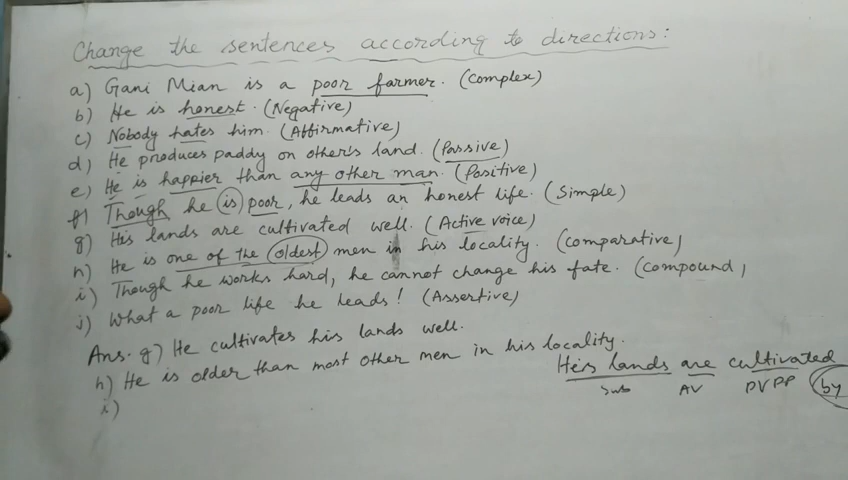 Change the sentences according to directions:
a) Gani Mian is a poor farmer. (Complex)
b) He is honest. (Negative)
c) Nobody hates him. (Affirmative)
d) He produces paddy on other's land. (Passive)
e) He is happier than any other man. (Positive)
f) Though he is poor, he leads an honest life. (Simple)
g) His lands are cultivated well. (Active voice)
h) He is one of the oldest men in his locality. (Comparative)
i) Though he works hard, he cannot change his fate. (Compound)
j) What a poor life he leads! (Assertive)
Ans. g) He cultivates his lands well.
h) He is older than most other men in his locality.
i)
His lands are cultivated by
Sub AV PVPP